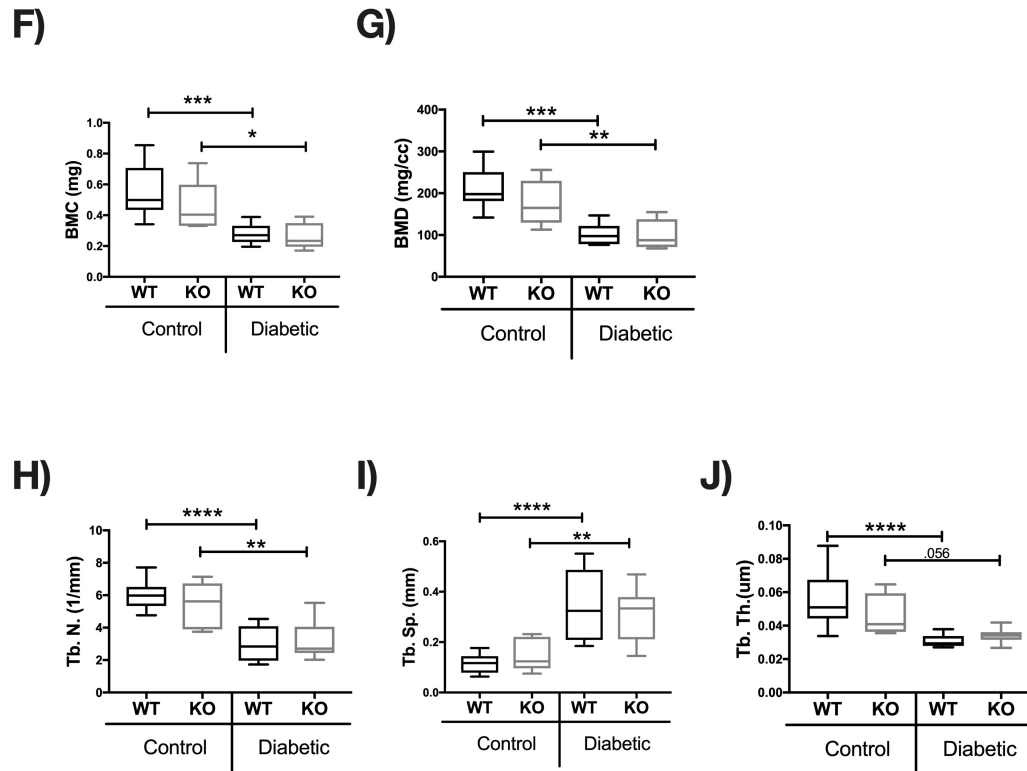 F)
G)
***
*
BMC (mg)
1.0
0.8
0.6
0.4
0.2
0.0
WT KO WT KO
Control Diabetic
***
**
BMD (mg/cc)
400
300
200
100
0
WT KO WT KO
Control Diabetic
H)
I)
J)
****
**
Tb. N. (1/mm)
10
8
6
4
2
0
WT KO WT KO
Control Diabetic
****
**
Tb. Sp. (mm)
0.6
0.4
0.2
0.0
WT KO WT KO
Control Diabetic
****
.056
Tb. Th.(um)
0.10
0.08
0.06
0.04
0.02
0.00
WT KO WT KO
Control Diabetic